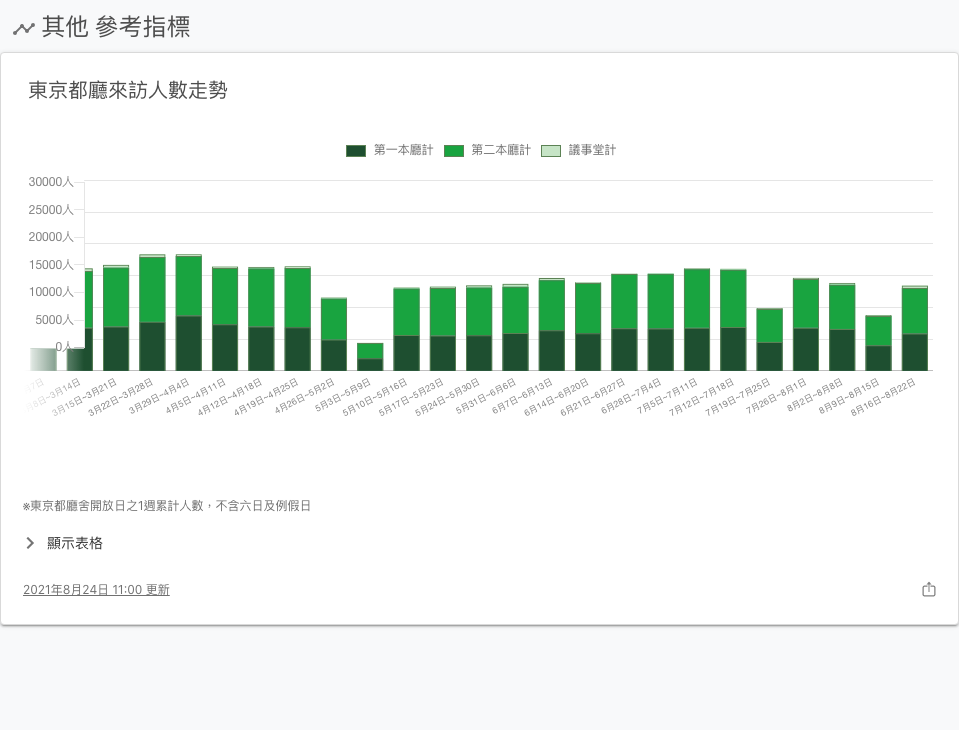 其他 參考指標
東京都廳來訪人數走勢
第一本廳計 第二本廳計 議事堂計
30000人
25000人
20000人
15000人
10000人
5000人
0人
3月15日~3月21日
3月22日~3月28日
3月29日~4月4日
4月5日~4月11日
4月12日~4月18日
4月19日~4月25日
4月26日~5月2日
5月3日~5月9日
5月10日~5月16日
5月17日~5月23日
5月24日~5月30日
5月31日~6月6日
6月7日~6月13日
6月14日~6月20日
6月21日~6月27日
6月28日~7月4日
7月5日~7月11日
7月12日~7月18日
7月19日~7月25日
7月26日~8月1日
8月2日~8月8日
8月9日~8月15日
8月16日~8月22日
※東京都廳舍開放日之1週累計人數，不含六日及例假日
顯示表格
2021年8月24日 11:00 更新